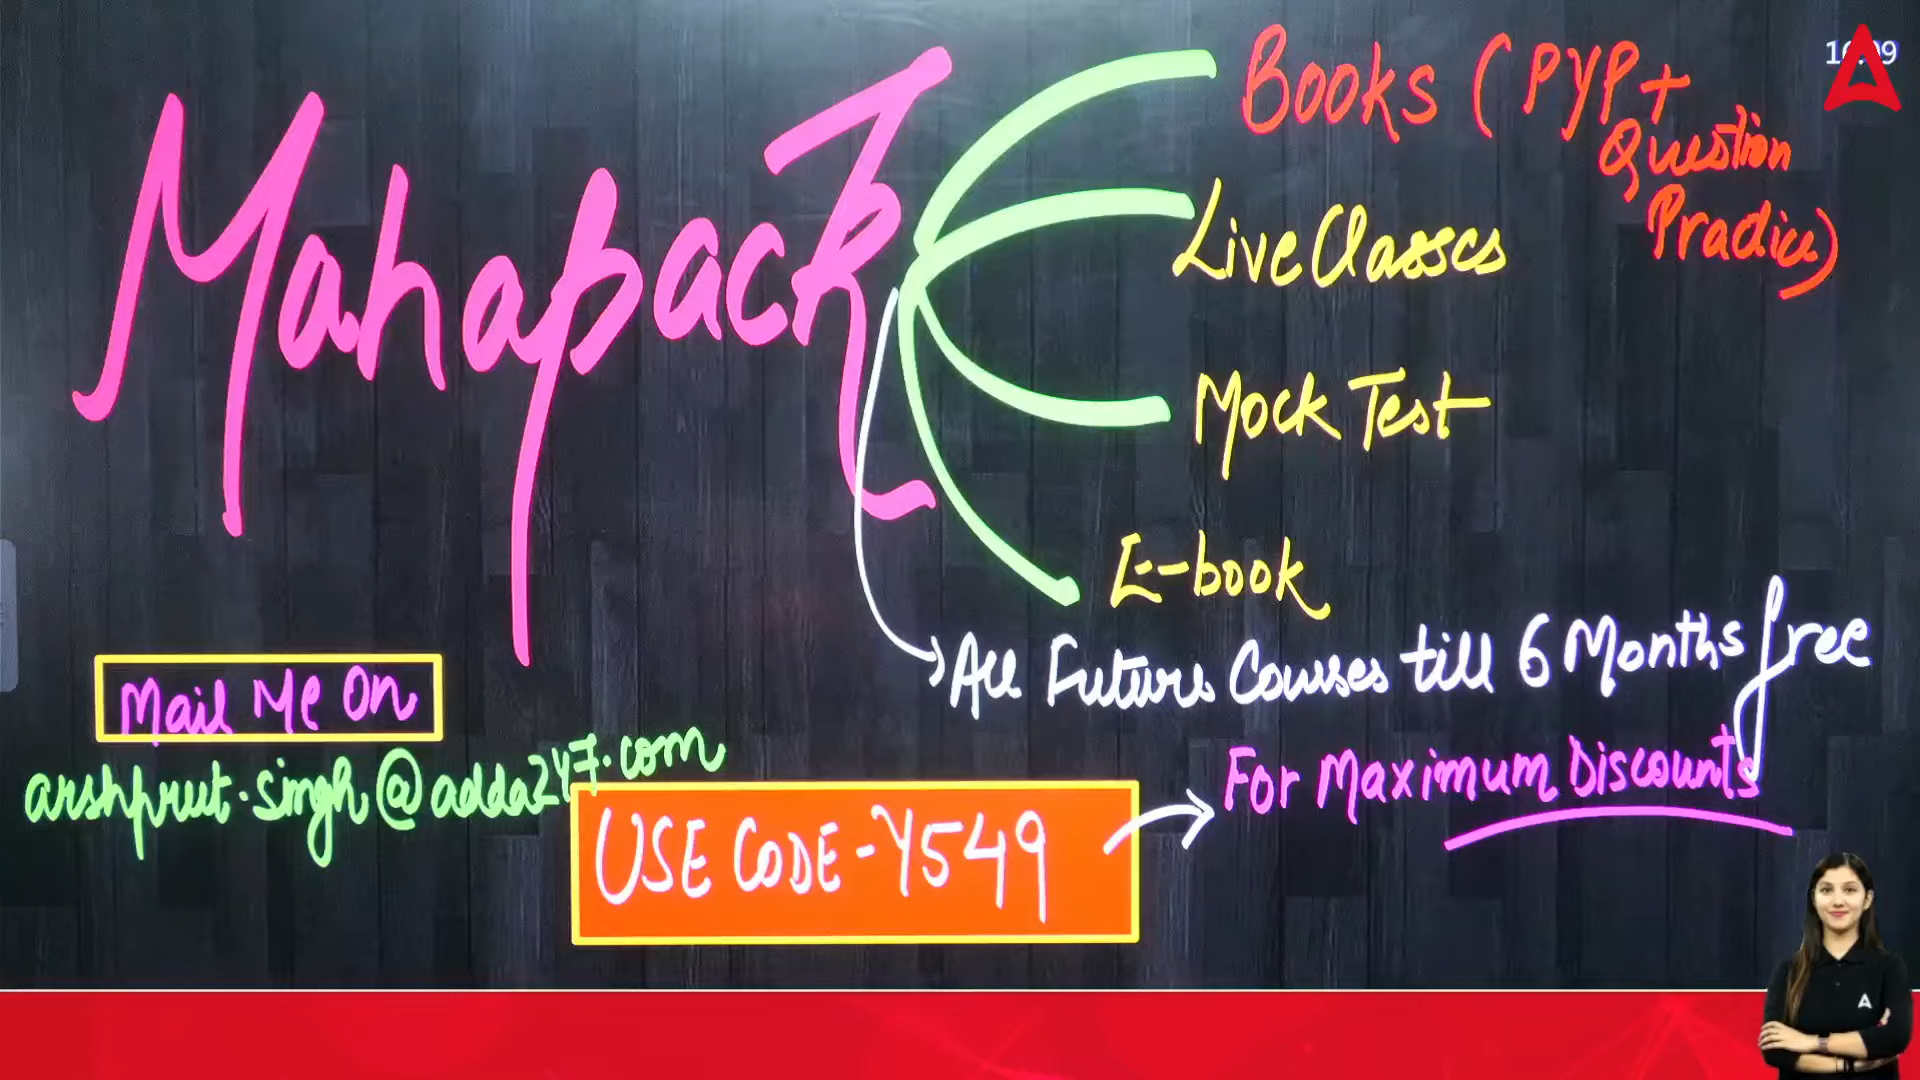 Mahapack
Books (PYP+
Question
Practice)
Live Classes
Mock Test
E-book
All Future Courses till 6 Months free
Mail Me On
arshpreet.singh@adda247.com
USE CODE-Y549
For Maximum Discounts